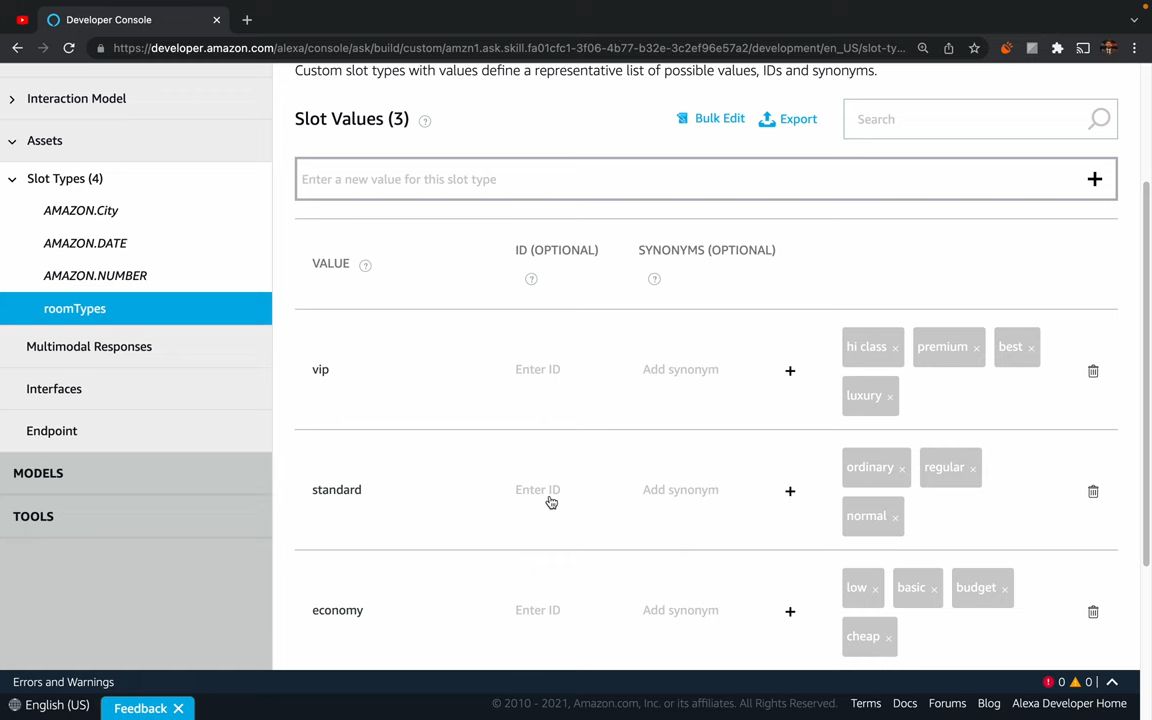 Developer Console
https://developer.amazon.com/alexa/console/ask/build/custom/amzn1.ask.skill.fa01cfc1-3f06-4b77-b32e-3c2ef96e57a2/development/en_US/slot-ty...
Interaction Model
Assets
Slot Types (4)
AMAZON.City
AMAZON.DATE
AMAZON.NUMBER
roomTypes
Multimodal Responses
Interfaces
Endpoint
MODELS
TOOLS
Custom slot types with values define a representative list of possible values, IDs and synonyms.
Slot Values (3) ?
Bulk Edit
Export
Search
Enter a new value for this slot type
VALUE ?
ID (OPTIONAL) ?
SYNONYMS (OPTIONAL) ?
vip
Enter ID
Add synonym
hi class × premium × best ×
luxury ×
standard
Enter ID
Add synonym
ordinary × regular ×
normal ×
economy
Enter ID
Add synonym
low × basic × budget ×
cheap ×
Errors and Warnings
0 0
English (US)
Feedback
© 2010 - 2021, Amazon.com, Inc. or its affiliates. All Rights Reserved.
Terms Docs Forums Blog Alexa Developer Home